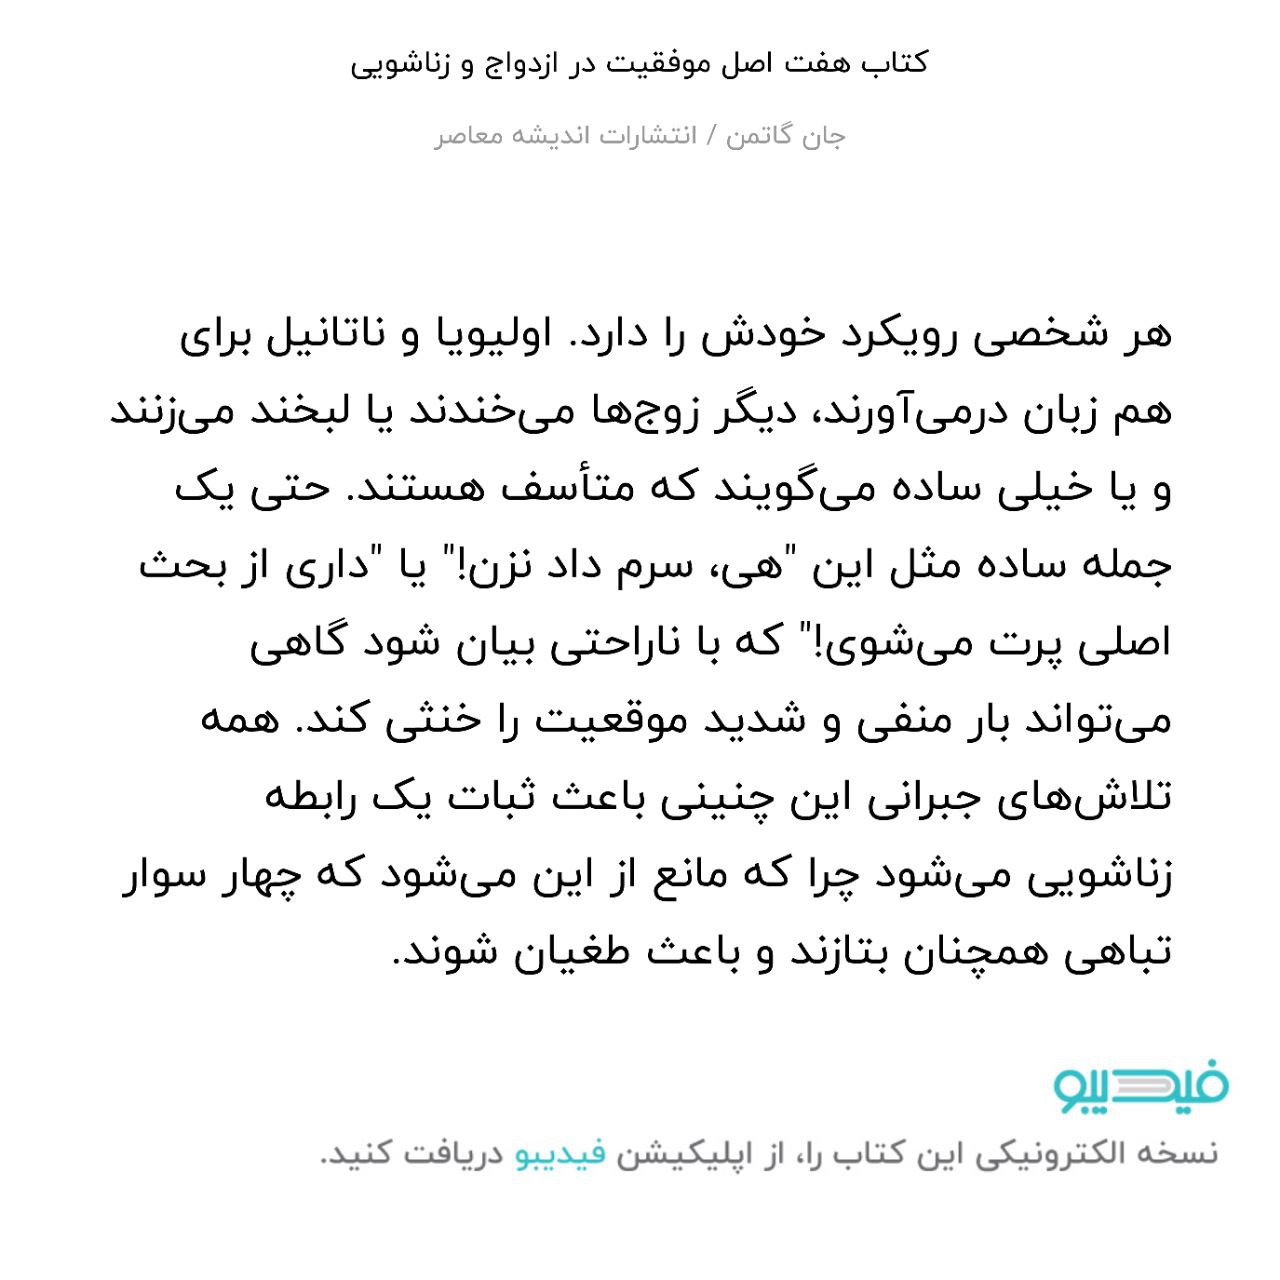 کتاب هفت اصل موفقیت در ازدواج و زناشویی
جان گاتمن / انتشارات اندیشه معاصر
هر شخصی رویکرد خودش را دارد. اولیویا و ناتانیل برای
هم زبان درمی‌آورند، دیگر زوج‌ها می‌خندند یا لبخند می‌زنند
و یا خیلی ساده می‌گویند که متأسف هستند. حتی یک
جمله ساده مثل این "هی، سرم داد نزن!" یا "داری از بحث
اصلی پرت می‌شوی!" که با ناراحتی بیان شود گاهی
می‌تواند بار منفی و شدید موقعیت را خنثی کند. همه
تلاش‌های جبرانی این چنینی باعث ثبات یک رابطه
زناشویی می‌شود چرا که مانع از این می‌شود که چهار سوار
تباهی همچنان بتازند و باعث طغیان شوند.
فیدیبو
نسخه الکترونیکی این کتاب را، از اپلیکیشن فیدیبو دریافت کنید.